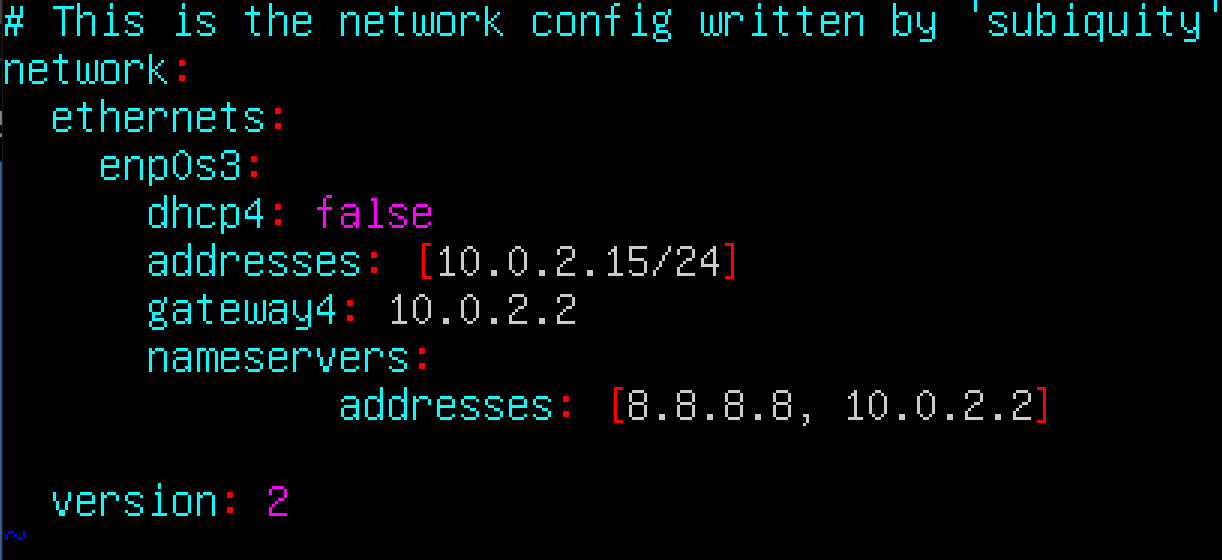 # This is the network config written by 'subiquity'
network:
  ethernets:
    enp0s3:
      dhcp4: false
      addresses: [10.0.2.15/24]
      gateway4: 10.0.2.2
      nameservers:
              addresses: [8.8.8.8, 10.0.2.2]

  version: 2
~